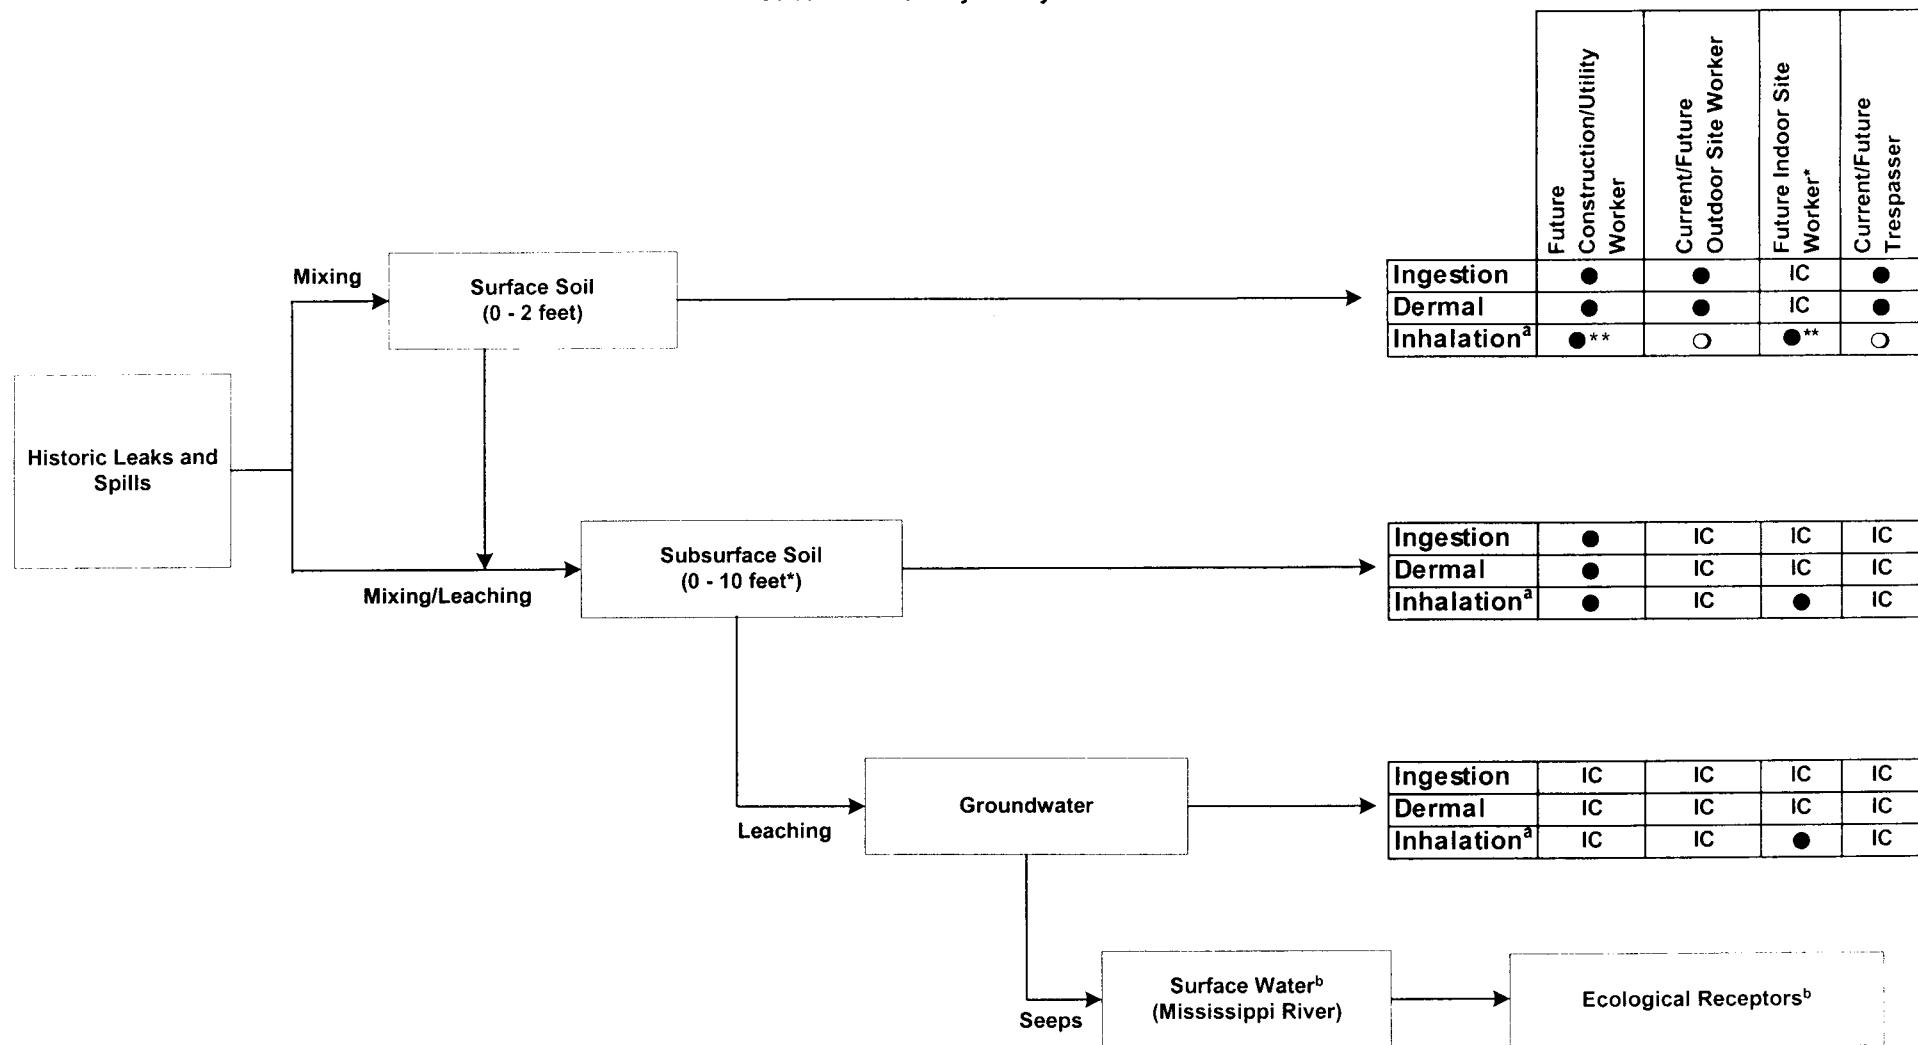 Future
Construction/Utility
Worker
Current/Future
Outdoor Site Worker
Future Indoor Site
Worker*
Current/Future
Trespasser
Mixing
Surface Soil
(0 - 2 feet)
Ingestion ● ● IC ●
Dermal ● ● IC ●
Inhalationᵃ ●** ○ ●** ○
Historic Leaks and
Spills
Mixing/Leaching
Subsurface Soil
(0 - 10 feet*)
Ingestion ● IC IC IC
Dermal ● IC IC IC
Inhalationᵃ ● IC ● IC
Leaching
Groundwater
Ingestion IC IC IC IC
Dermal IC IC IC IC
Inhalationᵃ IC IC ● IC
Seeps
Surface Waterᵇ
(Mississippi River)
Ecological Receptorsᵇ